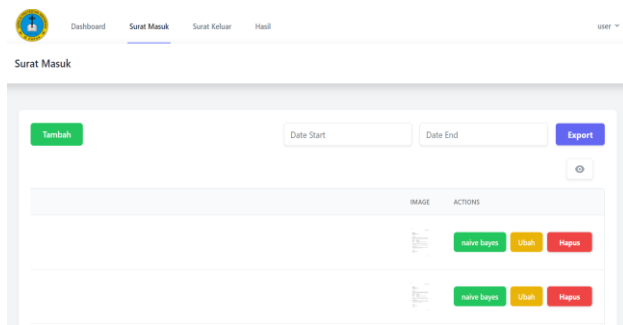 Dashboard Surat Masuk Surat Keluar Hasil user
Surat Masuk
Tambah Date Start Date End Export
IMAGE ACTIONS
naive bayes Ubah Hapus
naive bayes Ubah Hapus